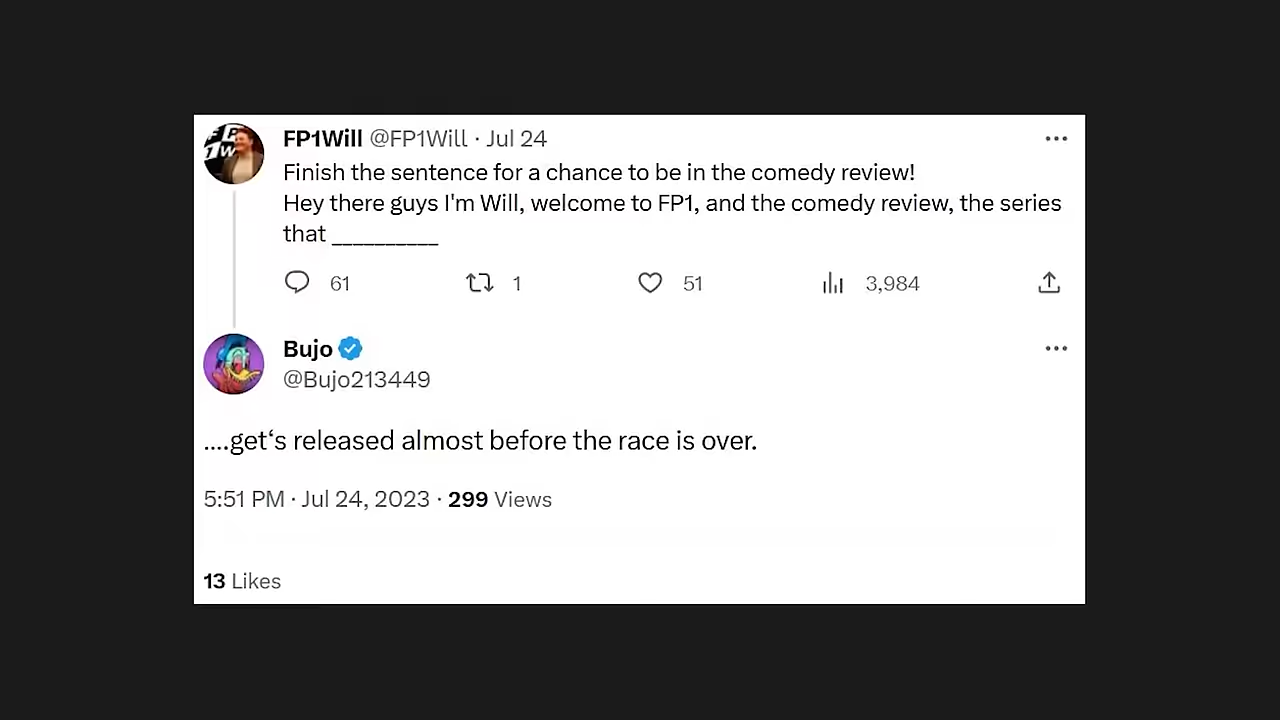 FP1Will @FP1Will · Jul 24
Finish the sentence for a chance to be in the comedy review!
Hey there guys I'm Will, welcome to FP1, and the comedy review, the series
that __________
61 1 51 3,984
Bujo
@Bujo213449
....get‘s released almost before the race is over.
5:51 PM · Jul 24, 2023 · 299 Views
13 Likes